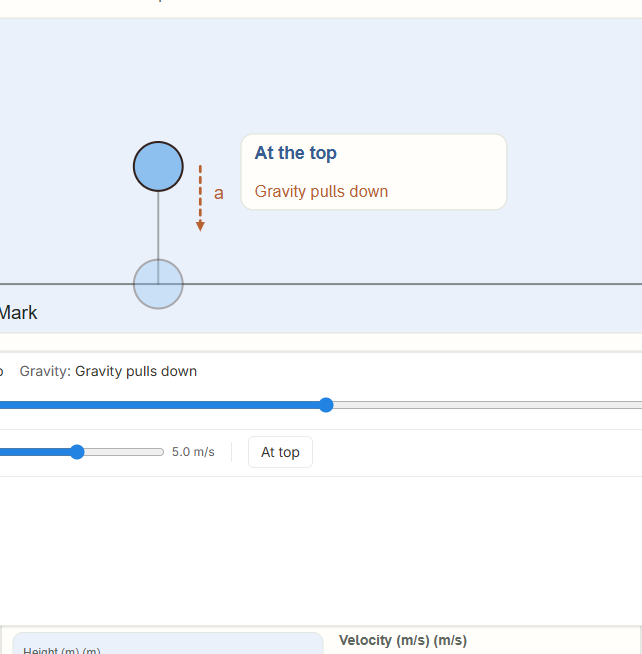 At the top
Gravity pulls down
a
Mark
Gravity: Gravity pulls down
5.0 m/s
At top
Velocity (m/s) (m/s)
Height (m) (m)